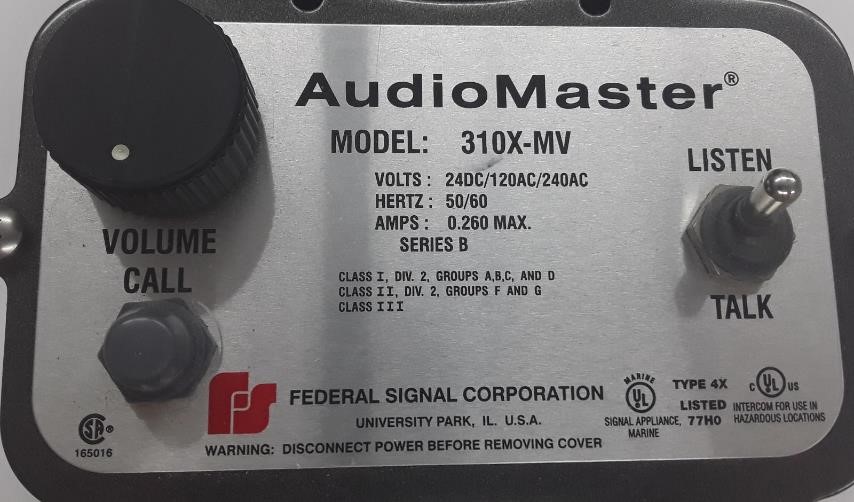 AudioMaster®
MODEL: 310X-MV
VOLTS : 24DC/120AC/240AC
HERTZ : 50/60
AMPS : 0.260 MAX.
SERIES B
CLASS I, DIV. 2, GROUPS A,B,C, AND D
CLASS II, DIV. 2, GROUPS F AND G
CLASS III
VOLUME
CALL
LISTEN
TALK
FEDERAL SIGNAL CORPORATION
UNIVERSITY PARK, IL. U.S.A.
WARNING: DISCONNECT POWER BEFORE REMOVING COVER
SA
165016
MARINE
UL
SIGNAL APPLIANCE,
MARINE
TYPE 4X
LISTED
77H0
C UL US
INTERCOM FOR USE IN
HAZARDOUS LOCATIONS